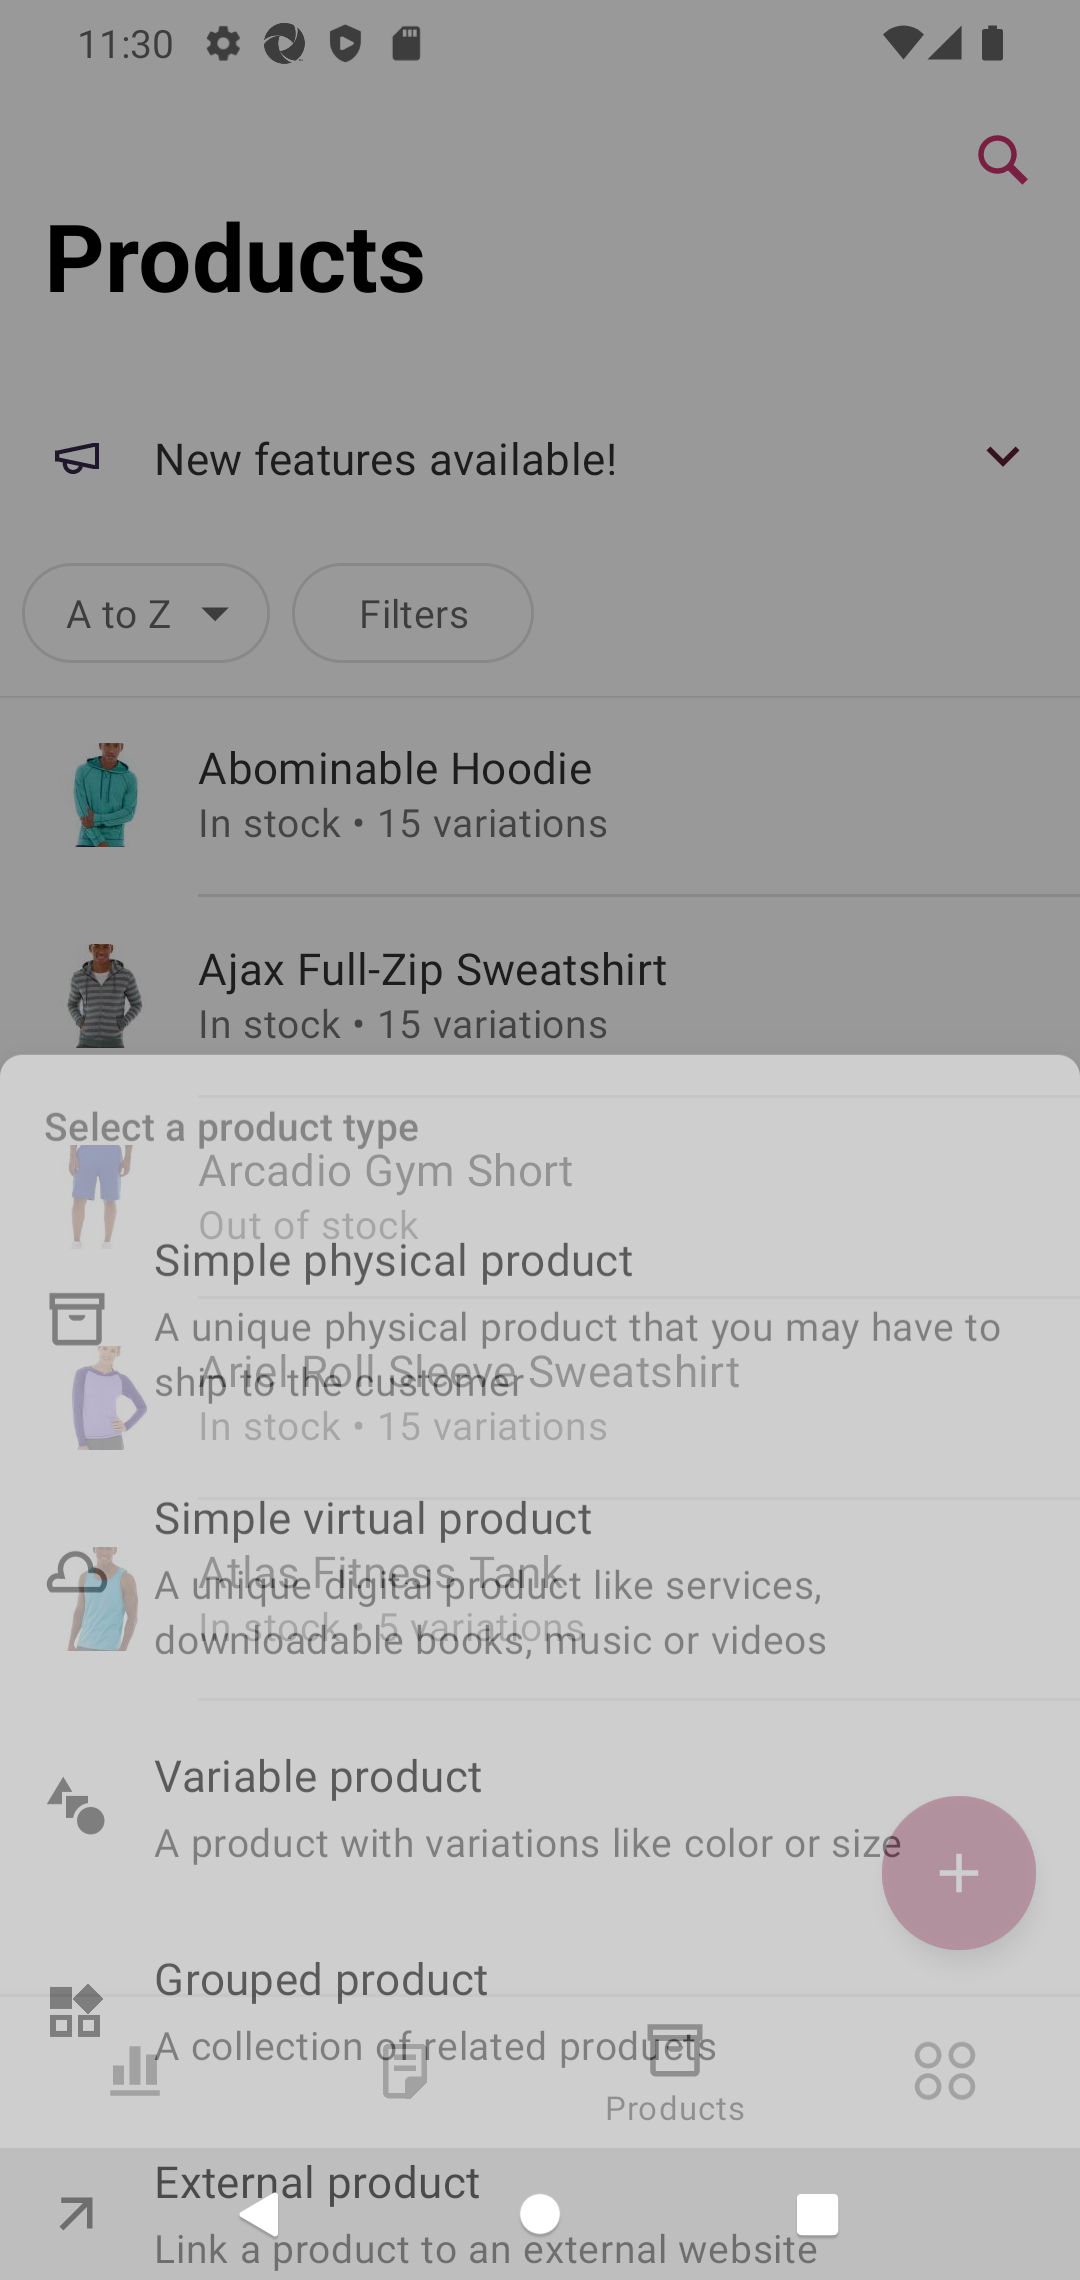 11:30
Products
New features available!
A to Z
Filters
Abominable Hoodie
In stock • 15 variations
Ajax Full-Zip Sweatshirt
In stock • 15 variations
Select a product type
Arcadio Gym Short
Out of stock
Simple physical product
A unique physical product that you may have to
ship to the customer
Ariel Roll Sleeve Sweatshirt
In stock • 15 variations
Simple virtual product
Atlas Fitness Tank
A unique digital product like services,
In stock • 5 variations
downloadable books, music or videos
Variable product
A product with variations like color or size
Grouped product
A collection of related products
Products
External product
Link a product to an external website